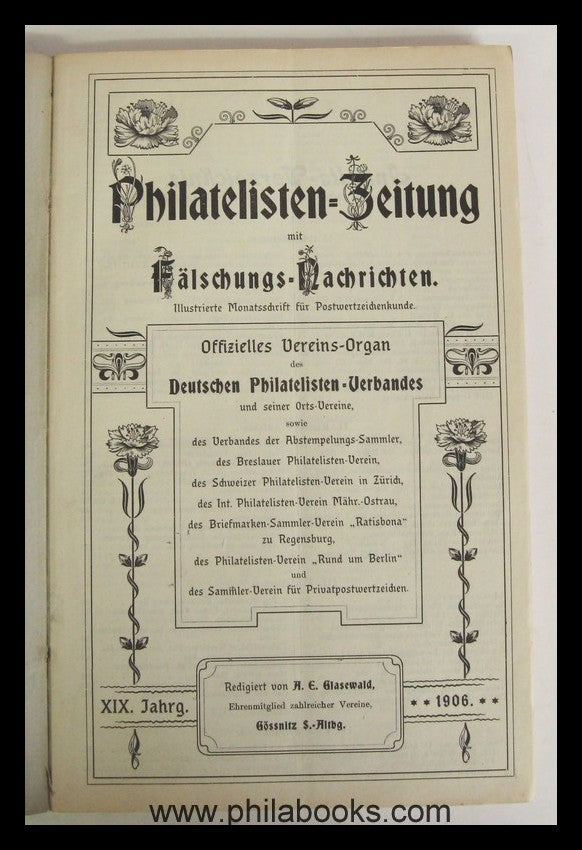 Philatelisten-Zeitung
mit
Fälschungs-Nachrichten.
Illustrierte Monatsschrift für Postwertzeichenkunde.
Offizielles Vereins-Organ
des
Deutschen Philatelisten-Verbandes
und seiner Orts-Vereine,
sowie
des Verbandes der Abstempelungs-Sammler,
des Breslauer Philatelisten-Verein,
des Schweizer Philatelisten-Verein in Zürich,
des Int. Philatelisten-Verein Mähr.-Ostrau,
des Briefmarken-Sammler-Verein „Ratisbona“
zu Regensburg,
des Philatelisten-Verein „Rund um Berlin“
und
des Sammler-Verein für Privatpostwertzeichen.
XIX. Jahrg.
Redigiert von A. E. Glasewald,
Ehrenmitglied zahlreicher Vereine,
Gössnitz S.-Altbg.
* * 1906. * *
www.philabooks.com